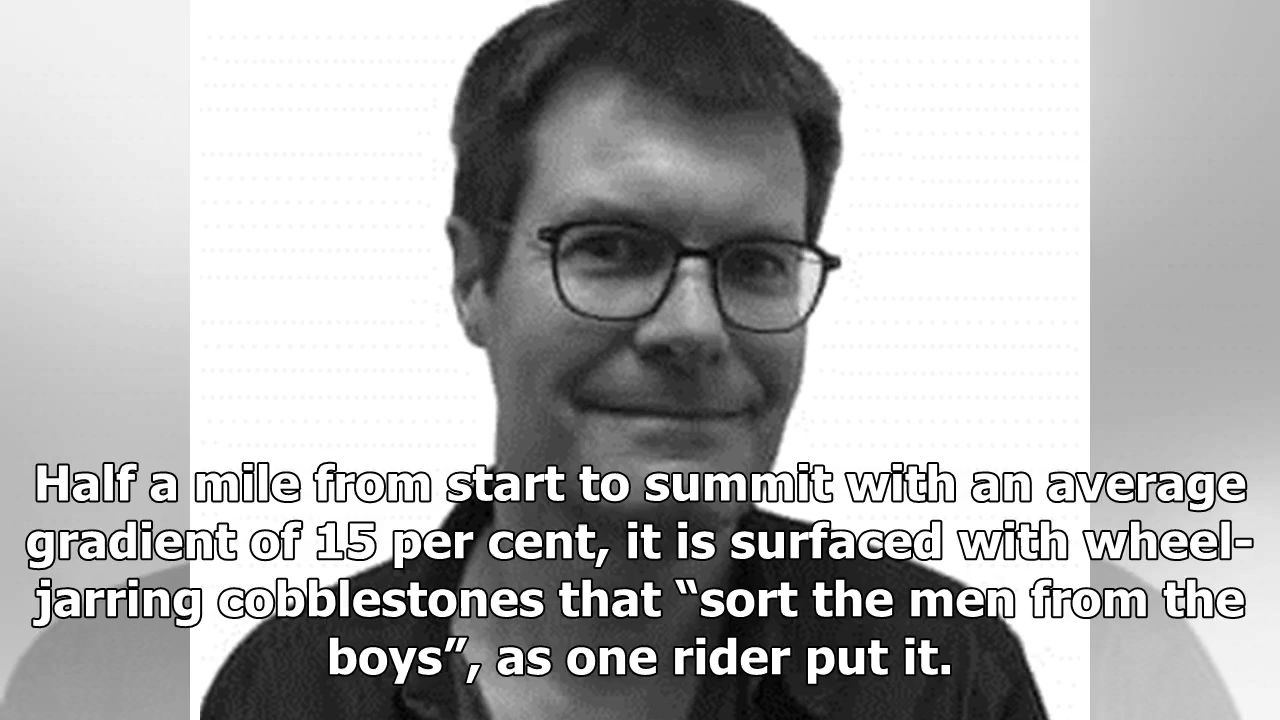 Half a mile from start to summit with an average
gradient of 15 per cent, it is surfaced with wheel-
jarring cobblestones that “sort the men from the
boys”, as one rider put it.